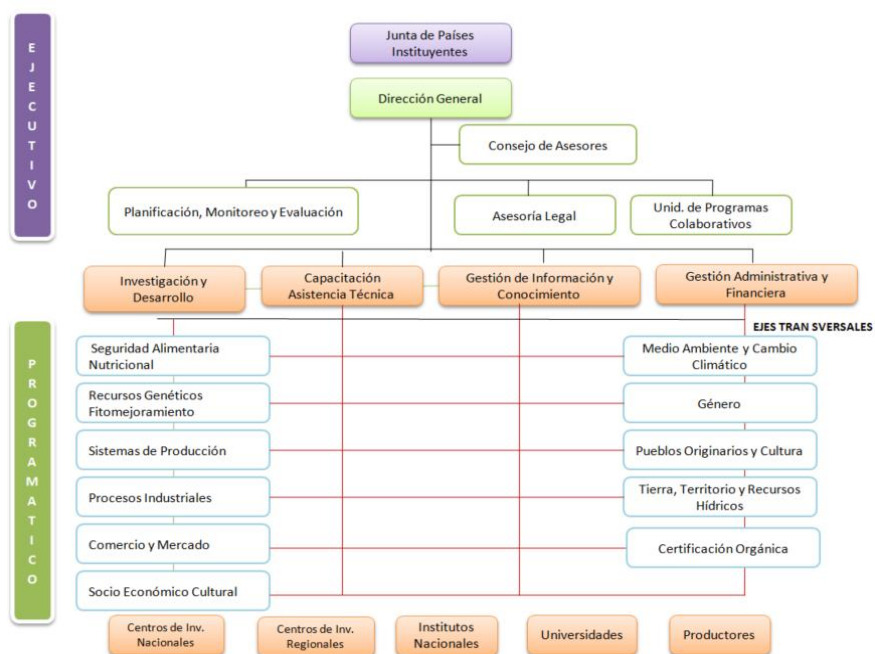 EJECUTIVO
Junta de Países
Instituyentes
Dirección General
Consejo de Asesores
Planificación, Monitoreo y Evaluación
Asesoría Legal
Unid. de Programas
Colaborativos
Investigación y
Desarrollo
Capacitación
Asistencia Técnica
Gestión de Información y
Conocimiento
Gestión Administrativa y
Financiera
PROGRAMATICO
EJES TRAN SVERSALES
Seguridad Alimentaria
Nutricional
Medio Ambiente y Cambio
Climático
Recursos Genéticos
Fitomejoramiento
Género
Sistemas de Producción
Pueblos Originarios y Cultura
Procesos Industriales
Tierra, Territorio y Recursos
Hídricos
Comercio y Mercado
Certificación Orgánica
Socio Económico Cultural
Centros de Inv.
Nacionales
Centros de Inv.
Regionales
Institutos
Nacionales
Universidades
Productores